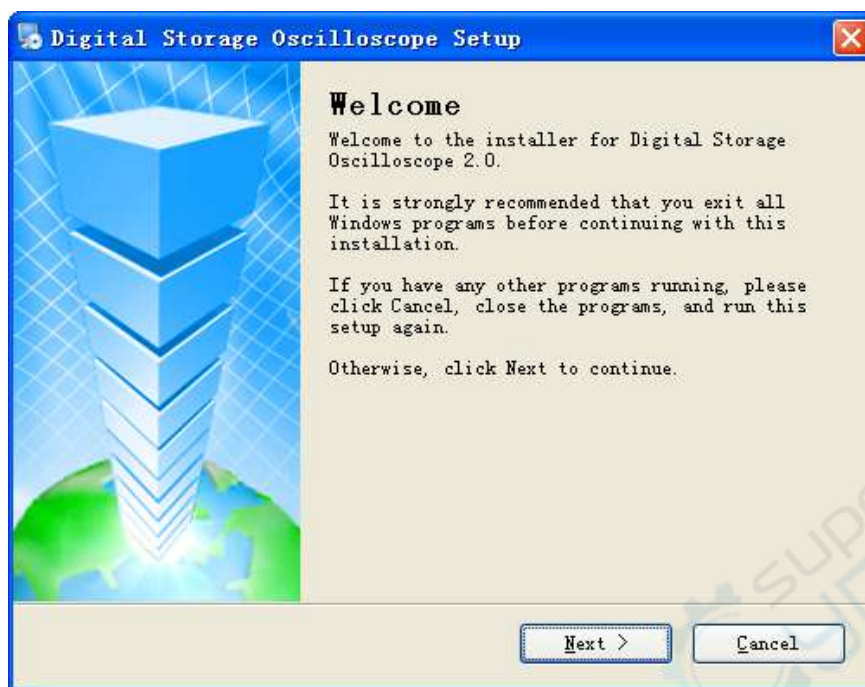 Digital Storage Oscilloscope Setup
Welcome
Welcome to the installer for Digital Storage
Oscilloscope 2.0.
It is strongly recommended that you exit all
Windows programs before continuing with this
installation.
If you have any other programs running, please
click Cancel, close the programs, and run this
setup again.
Otherwise, click Next to continue.
Next >
Cancel